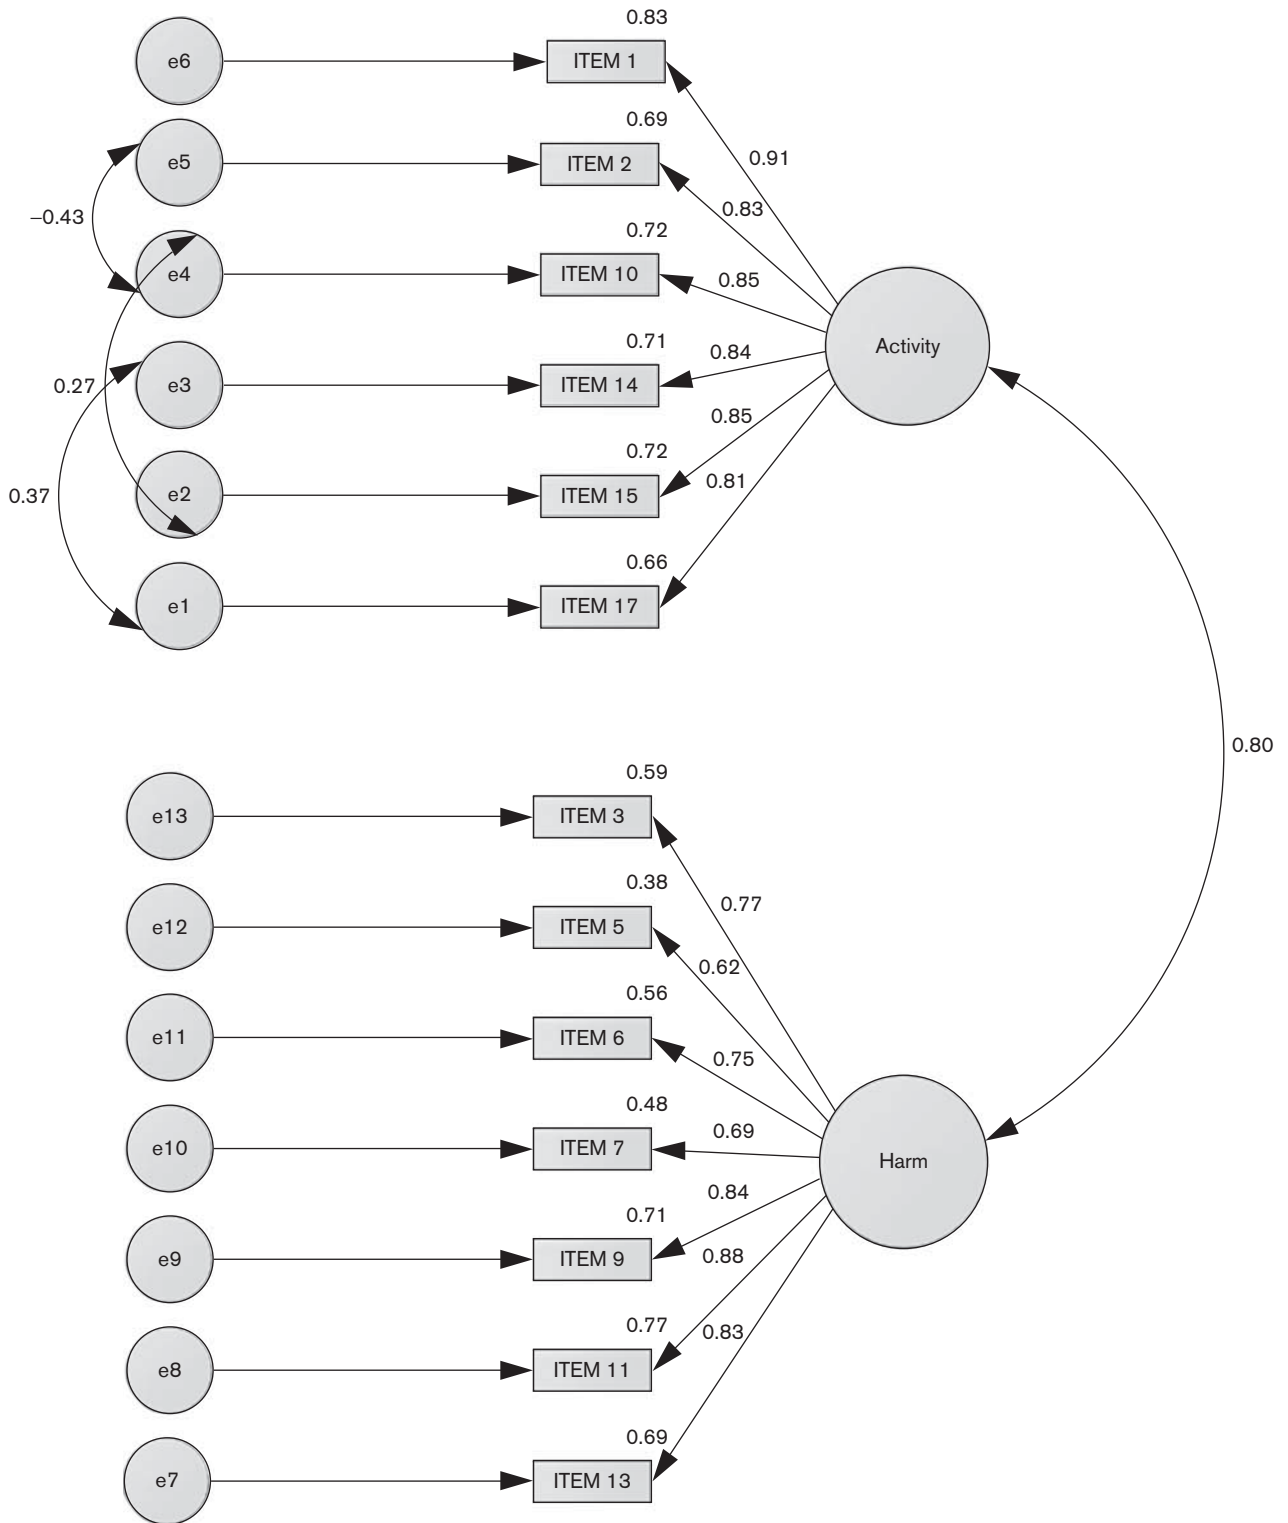 0.83
e6
ITEM 1
0.69
e5
ITEM 2
0.91
−0.43
0.83
0.72
e4
ITEM 10
0.85
Activity
0.71
0.27
e3
ITEM 14
0.84
0.85
0.72
0.37
e2
ITEM 15
0.81
0.66
e1
ITEM 17
0.80
0.59
e13
ITEM 3
0.38
0.77
e12
ITEM 5
0.62
0.56
e11
ITEM 6
0.75
0.48
e10
ITEM 7
0.69
Harm
0.84
0.71
e9
ITEM 9
0.88
0.77
0.83
e8
ITEM 11
0.69
e7
ITEM 13